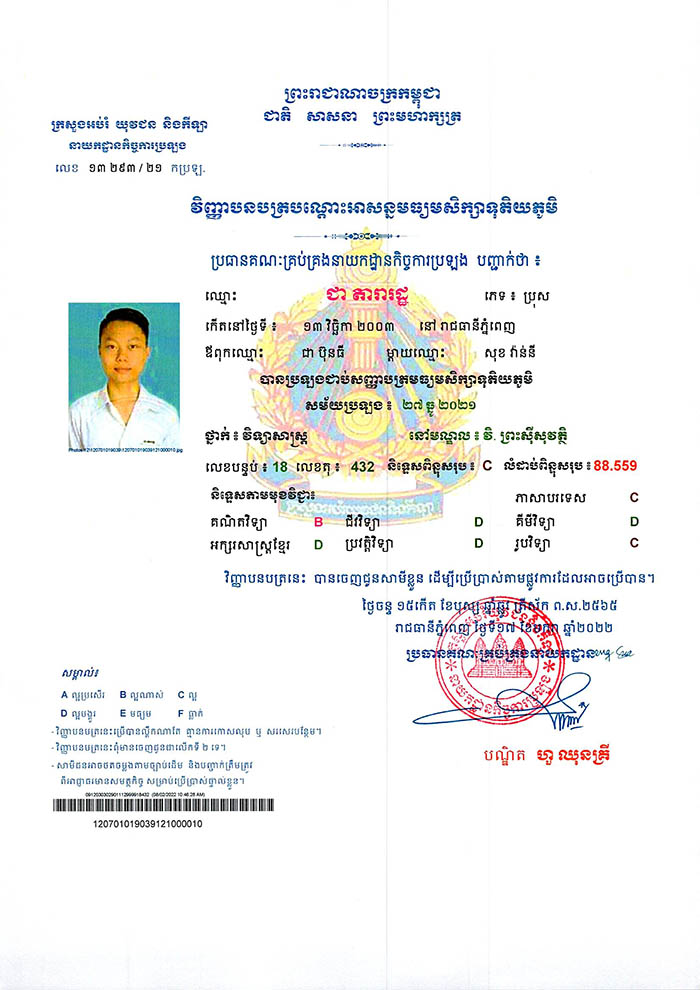 ព្រះរាជាណាចក្រកម្ពុជា
ជាតិ សាសនា ព្រះមហាក្សត្រ
ក្រសួងអប់រំ យុវជន និងកីឡា
នាយកដ្ឋានកិច្ចការប្រឡង
លេខ ១៣ ២៩៣ / ២១ កប្រឡ.
វិញ្ញាបនបត្របណ្តោះអាសន្នមធ្យមសិក្សាទុតិយភូមិ
ប្រធានគណៈគ្រប់គ្រងនាយកដ្ឋានកិច្ចការប្រឡង បញ្ជាក់ថា ៖
ឈ្មោះ ជា តារារដ្ឋ ភេទ ៖ ប្រុស
កើតនៅថ្ងៃទី ៖ ១៣ វិច្ឆិកា ២០០៣ នៅ រាជធានីភ្នំពេញ
ឪពុកឈ្មោះ ជា ប៊ុនធី ម្តាយឈ្មោះ សុខ វ៉ាន់នី
បានប្រឡងជាប់សញ្ញាបត្រមធ្យមសិក្សាទុតិយភូមិ
សម័យប្រឡង ៖ ២៧ ធ្នូ ២០២១
ថ្នាក់ ៖ វិទ្យាសាស្ត្រ នៅមណ្ឌល ៖ វិ. ព្រះស៊ីសុវត្ថិ
លេខបន្ទប់ ៖ 18 លេខតុ ៖ 432 និទ្ទេសពិន្ទុសរុប ៖ C លំដាប់ពិន្ទុសរុប ៖ 88.559
និទ្ទេសតាមមុខវិជ្ជា៖ ភាសាបរទេស C
គណិតវិទ្យា B ជីវវិទ្យា D គីមីវិទ្យា D
អក្សរសាស្ត្រខ្មែរ D ប្រវត្តិវិទ្យា D រូបវិទ្យា C
វិញ្ញាបនបត្រនេះ បានចេញជូនសាមីខ្លួន ដើម្បីប្រើប្រាស់តាមផ្លូវការដែលអាចប្រើបាន។
ថ្ងៃចន្ទ ១៥កើត ខែបុស្ស ឆ្នាំឆ្លូវ ត្រីស័ក ព.ស.២៥៦៥
រាជធានីភ្នំពេញ ថ្ងៃទី១៧ ខែមករា ឆ្នាំ២០២២
ប្រធានគណៈគ្រប់គ្រងនាយកដ្ឋាន
បណ្ឌិត ហួ ឈុនគ្រី
Photos\12\120701019039\120701019039121000010.jpg
សម្គាល់៖
A ល្អប្រសើរ B ល្អណាស់ C ល្អ
D ល្អបង្គួរ E មធ្យម F ធ្លាក់
- វិញ្ញាបនបត្រនេះប្រើបានលុះត្រាតែ គ្មានការកោសលុប ឬ សរសេរបន្ថែម។
- វិញ្ញាបនបត្រនេះពុំមានចេញជូនជាលើកទី ២ ទេ។
- សាមីជនអាចថតចម្លងតាមច្បាប់ដើម និងបញ្ជាក់ត្រឹមត្រូវ
ពីអាជ្ញាធរមានសមត្ថកិច្ច សម្រាប់ប្រើប្រាស់ផ្ទាល់ខ្លួន។
120701019039121000010